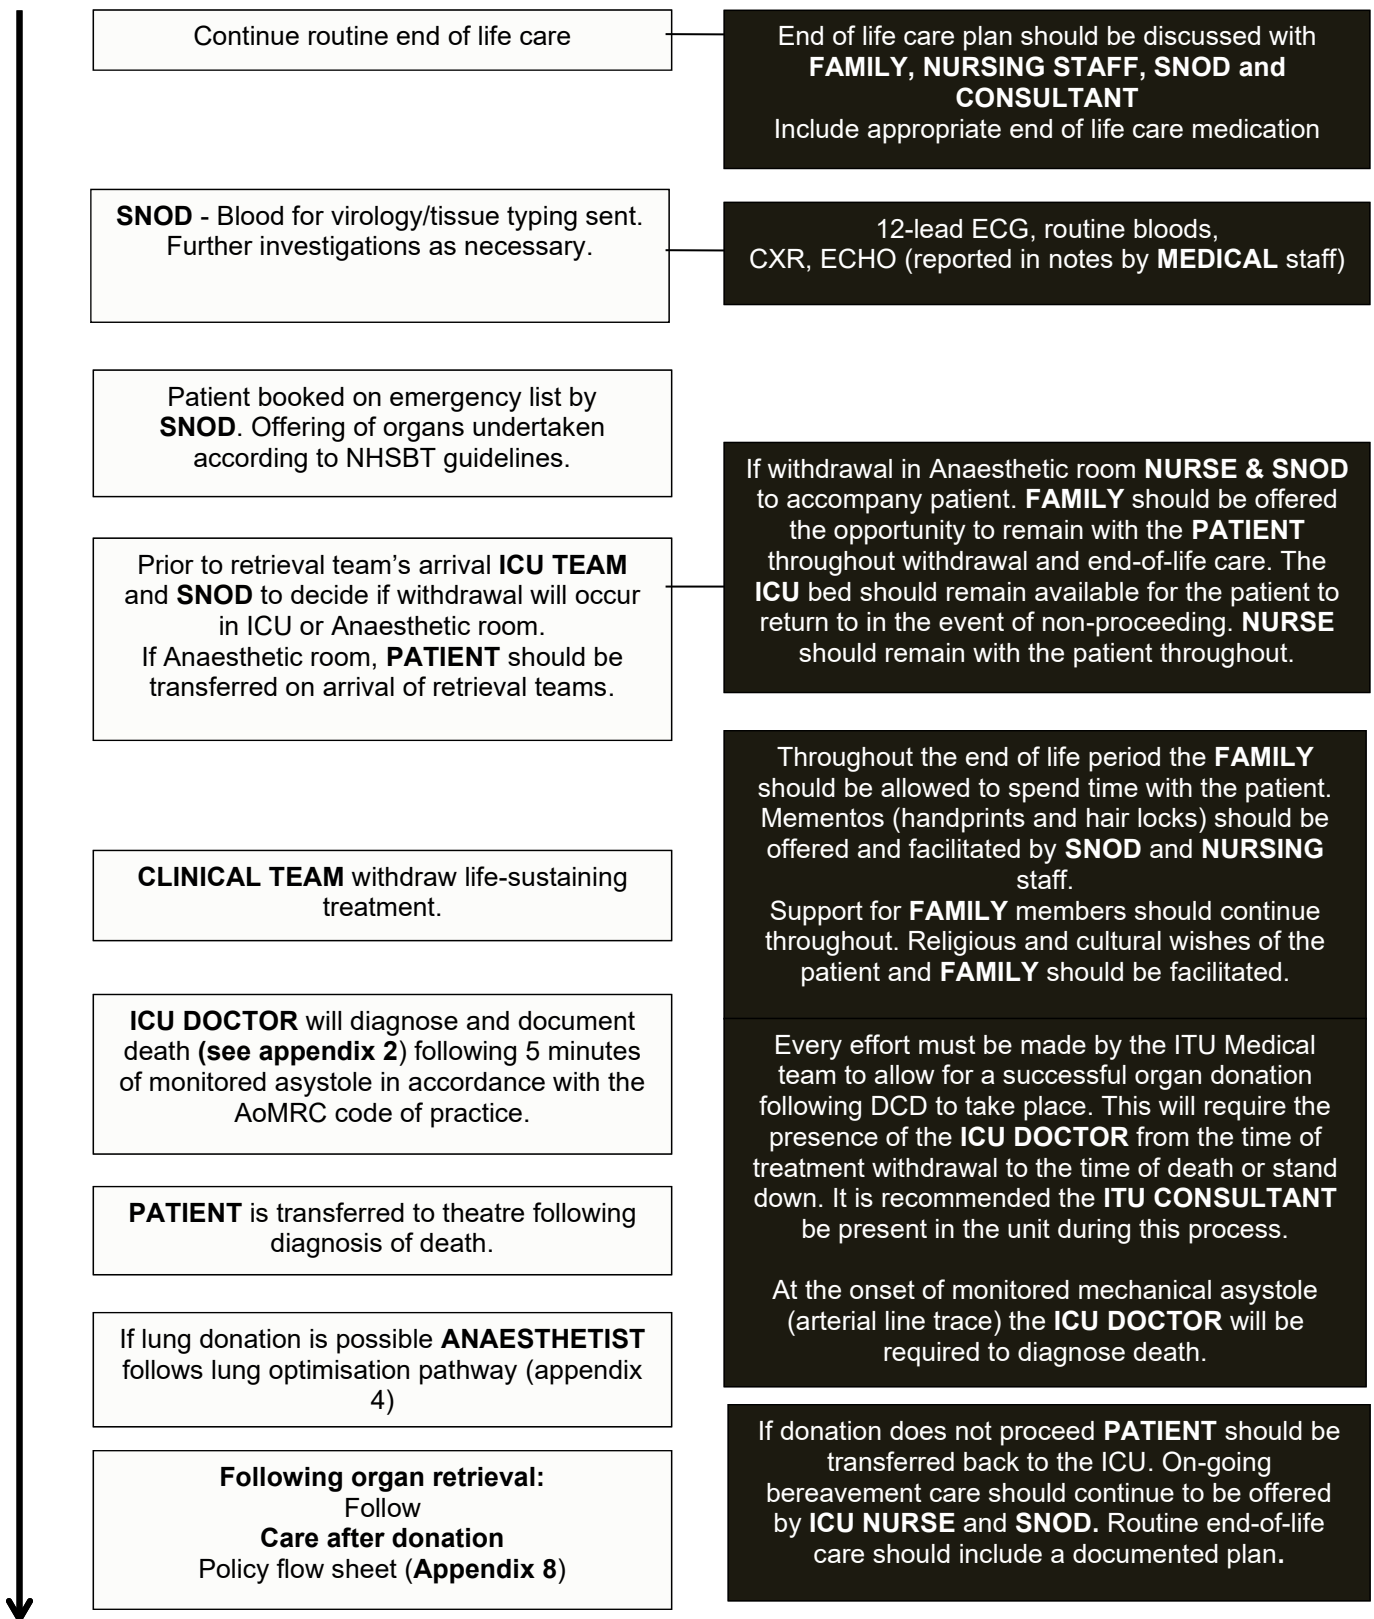 Continue routine end of life care
End of life care plan should be discussed with
FAMILY, NURSING STAFF, SNOD and
CONSULTANT
Include appropriate end of life care medication
SNOD - Blood for virology/tissue typing sent.
Further investigations as necessary.
12-lead ECG, routine bloods,
CXR, ECHO (reported in notes by MEDICAL staff)
Patient booked on emergency list by
SNOD. Offering of organs undertaken
according to NHSBT guidelines.
Prior to retrieval team's arrival ICU TEAM
and SNOD to decide if withdrawal will occur
in ICU or Anaesthetic room.
If Anaesthetic room, PATIENT should be
transferred on arrival of retrieval teams.
If withdrawal in Anaesthetic room NURSE & SNOD
to accompany patient. FAMILY should be offered
the opportunity to remain with the PATIENT
throughout withdrawal and end-of-life care. The
ICU bed should remain available for the patient to
return to in the event of non-proceeding. NURSE
should remain with the patient throughout.
CLINICAL TEAM withdraw life-sustaining
treatment.
Throughout the end of life period the FAMILY
should be allowed to spend time with the patient.
Mementos (handprints and hair locks) should be
offered and facilitated by SNOD and NURSING
staff.
Support for FAMILY members should continue
throughout. Religious and cultural wishes of the
patient and FAMILY should be facilitated.
ICU DOCTOR will diagnose and document
death (see appendix 2) following 5 minutes
of monitored asystole in accordance with the
AoMRC code of practice.
PATIENT is transferred to theatre following
diagnosis of death.
Every effort must be made by the ITU Medical
team to allow for a successful organ donation
following DCD to take place. This will require the
presence of the ICU DOCTOR from the time of
treatment withdrawal to the time of death or stand
down. It is recommended the ITU CONSULTANT
be present in the unit during this process.
At the onset of monitored mechanical asystole
(arterial line trace) the ICU DOCTOR will be
required to diagnose death.
If lung donation is possible ANAESTHETIST
follows lung optimisation pathway (appendix
4)
Following organ retrieval:
Follow
Care after donation
Policy flow sheet (Appendix 8)
If donation does not proceed PATIENT should be
transferred back to the ICU. On-going
bereavement care should continue to be offered
by ICU NURSE and SNOD. Routine end-of-life
care should include a documented plan.